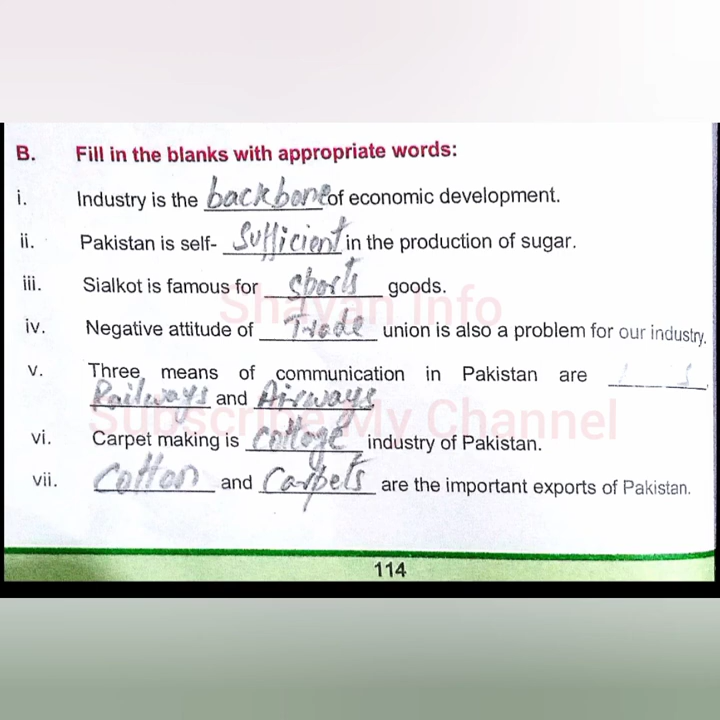 B. Fill in the blanks with appropriate words:
i. Industry is the backbone of economic development.
ii. Pakistan is self- Sufficient in the production of sugar.
iii. Sialkot is famous for sports goods.
iv. Negative attitude of Trade union is also a problem for our industry.
v. Three means of communication in Pakistan are
Railways and Airways
vi. Carpet making is cottage industry of Pakistan.
vii. Cotton and Carpets are the important exports of Pakistan.
Shayan Info
Subscribe My Channel
114